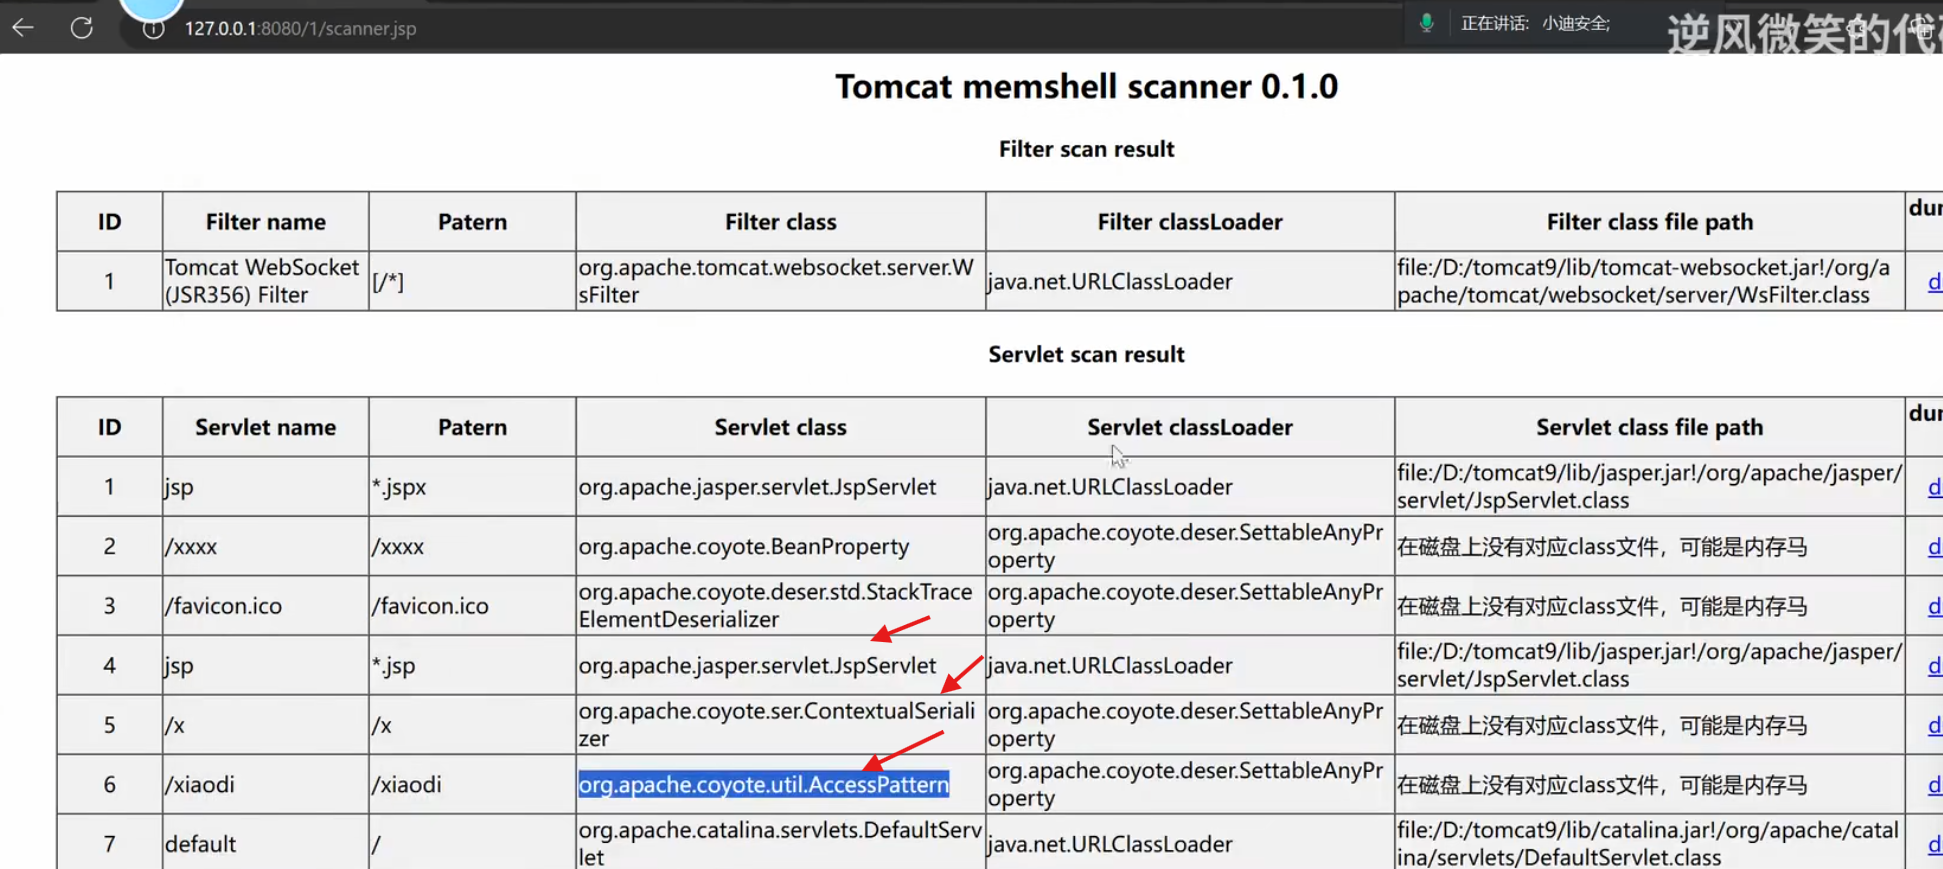 127.0.0.1:8080/1/scanner.jsp
正在讲话: 小迪安全;
逆风微笑的代
Tomcat memshell scanner 0.1.0
Filter scan result
ID Filter name Patern Filter class Filter classLoader Filter class file path
1 Tomcat WebSocket (JSR356) Filter [/*] org.apache.tomcat.websocket.server.WsFilter java.net.URLClassLoader file:/D:/tomcat9/lib/tomcat-websocket.jar!/org/apache/tomcat/websocket/server/WsFilter.class
Servlet scan result
ID Servlet name Patern Servlet class Servlet classLoader Servlet class file path
1 jsp *.jspx org.apache.jasper.servlet.JspServlet java.net.URLClassLoader file:/D:/tomcat9/lib/jasper.jar!/org/apache/jasper/servlet/JspServlet.class
2 /xxxx /xxxx org.apache.coyote.BeanProperty org.apache.coyote.deser.SettableAnyProperty 在磁盘上没有对应class文件，可能是内存马
3 /favicon.ico /favicon.ico org.apache.coyote.deser.std.StackTraceElementDeserializer org.apache.coyote.deser.SettableAnyProperty 在磁盘上没有对应class文件，可能是内存马
4 jsp *.jsp org.apache.jasper.servlet.JspServlet java.net.URLClassLoader file:/D:/tomcat9/lib/jasper.jar!/org/apache/jasper/servlet/JspServlet.class
5 /x /x org.apache.coyote.ser.ContextualSerializer org.apache.coyote.deser.SettableAnyProperty 在磁盘上没有对应class文件，可能是内存马
6 /xiaodi /xiaodi org.apache.coyote.util.AccessPattern org.apache.coyote.deser.SettableAnyProperty 在磁盘上没有对应class文件，可能是内存马
7 default / org.apache.catalina.servlets.DefaultServlet java.net.URLClassLoader file:/D:/tomcat9/lib/catalina.jar!/org/apache/catalina/servlets/DefaultServlet.class